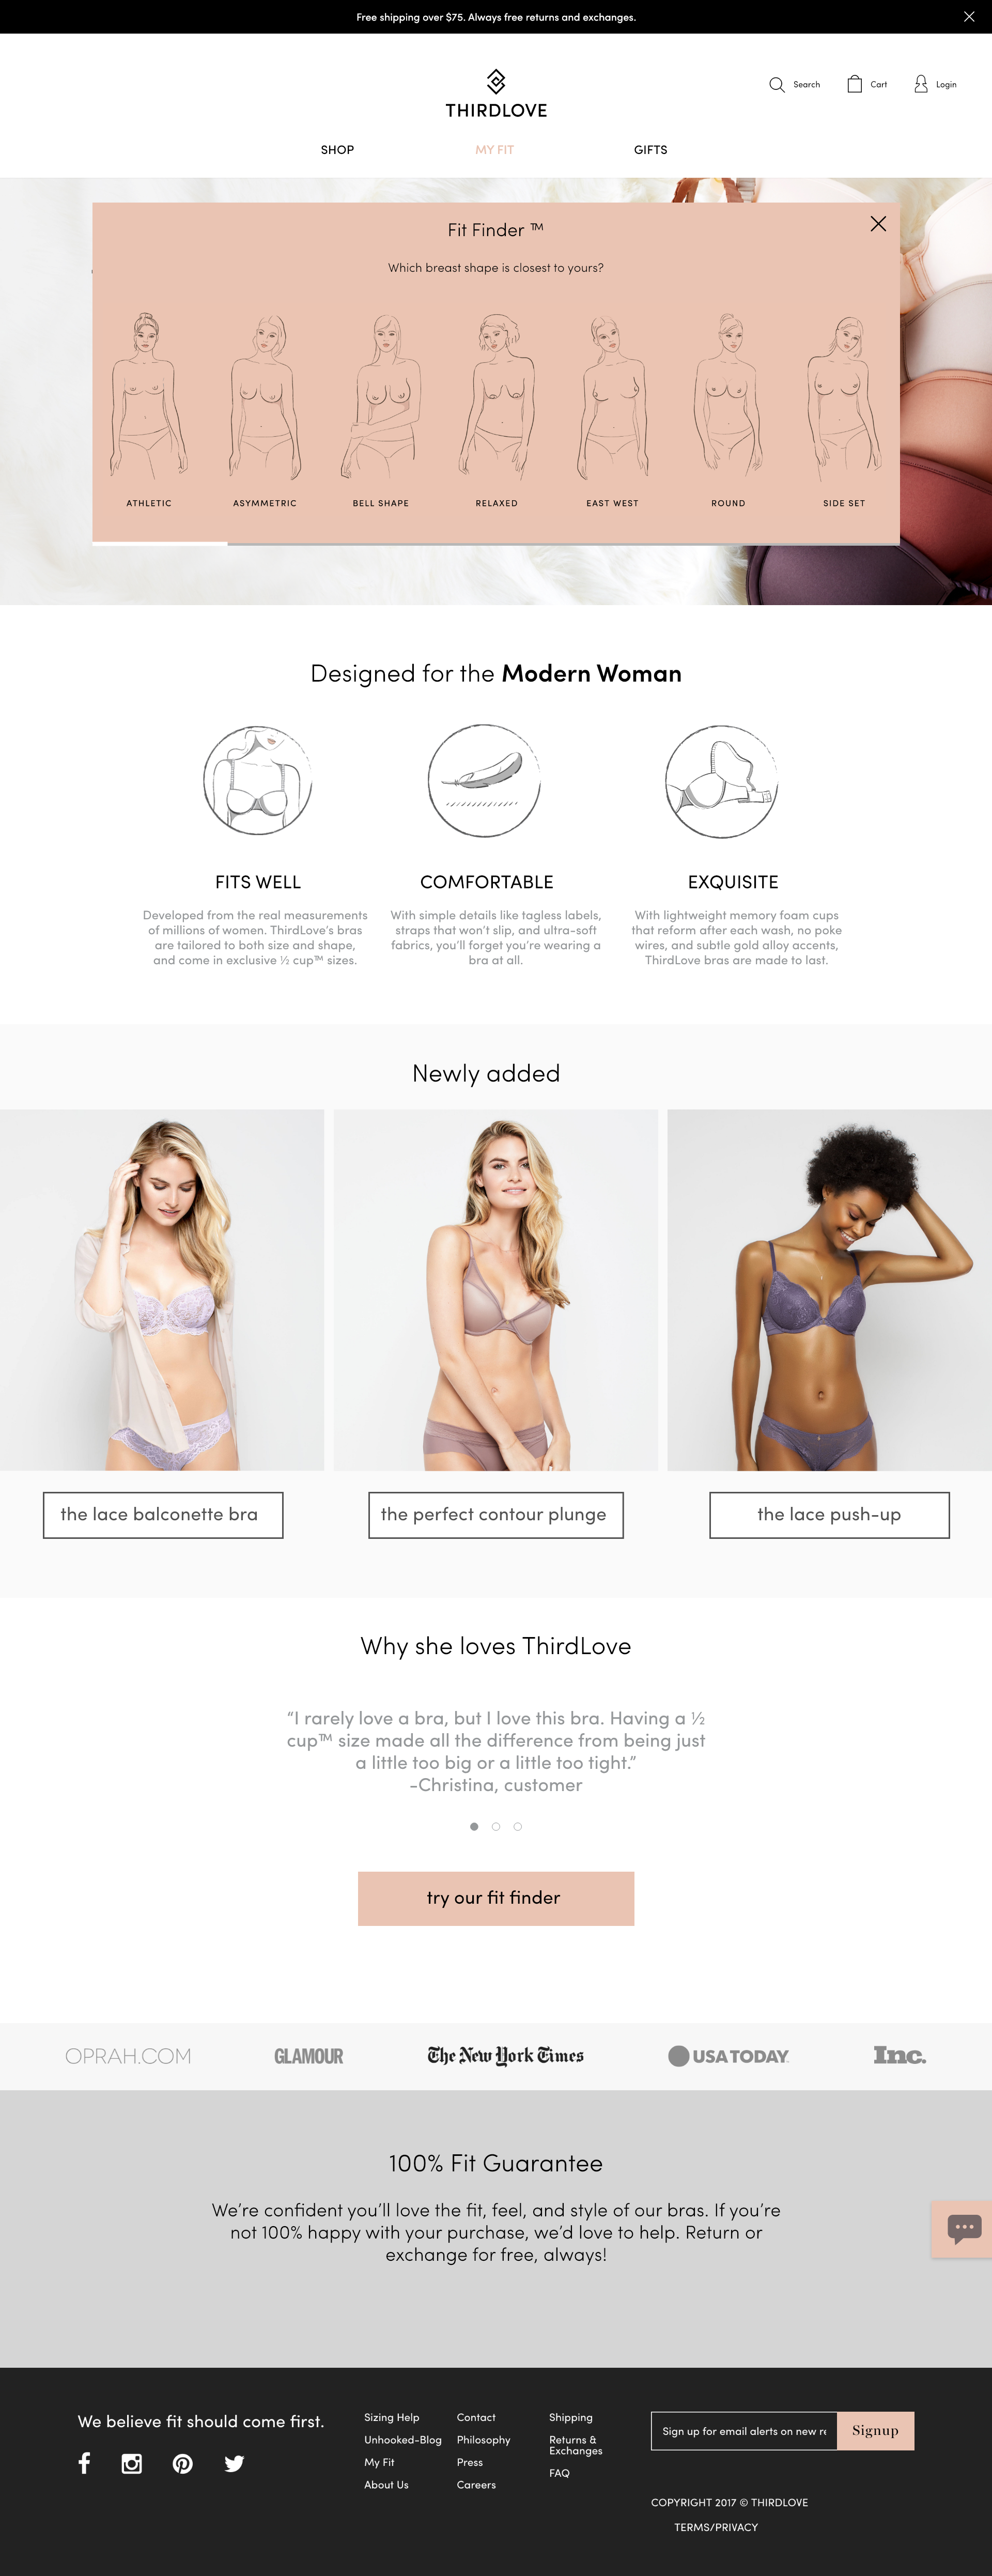 Free shipping over $75. Always free returns and exchanges.
THIRDLOVE
Search
Cart
Login
SHOP
MY FIT
GIFTS
Fit Finder ™
Which breast shape is closest to yours?
ATHLETIC
ASYMMETRIC
BELL SHAPE
RELAXED
EAST WEST
ROUND
SIDE SET
Designed for the Modern Woman
FITS WELL
Developed from the real measurements
of millions of women. ThirdLove's bras
are tailored to both size and shape,
and come in exclusive ½ cup™ sizes.
COMFORTABLE
With simple details like tagless labels,
straps that won't slip, and ultra-soft
fabrics, you'll forget you're wearing a
bra at all.
EXQUISITE
With lightweight memory foam cups
that reform after each wash, no poke
wires, and subtle gold alloy accents,
ThirdLove bras are made to last.
Newly added
the lace balconette bra
the perfect contour plunge
the lace push-up
Why she loves ThirdLove
“I rarely love a bra, but I love this bra. Having a ½
cup™ size made all the difference from being just
a little too big or a little too tight.”
-Christina, customer
try our fit finder
OPRAH.COM
GLAMOUR
The New York Times
USA TODAY
Inc.
100% Fit Guarantee
We're confident you'll love the fit, feel, and style of our bras. If you're
not 100% happy with your purchase, we'd love to help. Return or
exchange for free, always!
We believe fit should come first.
Sizing Help
Unhooked-Blog
My Fit
About Us
Contact
Philosophy
Press
Careers
Shipping
Returns &
Exchanges
FAQ
Sign up for email alerts on new re
Signup
COPYRIGHT 2017 © THIRDLOVE
TERMS/PRIVACY